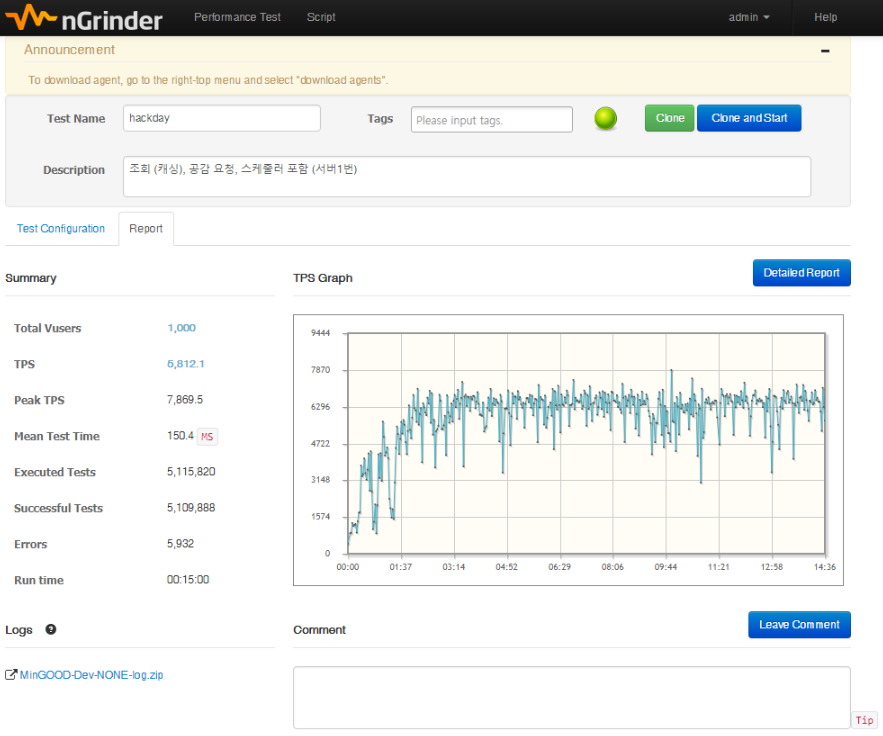 nGrinder
Performance Test Script admin Help
Announcement
To download agent, go to the right-top menu and select "download agents".
Test Name hackday Tags Please input tags. Clone Clone and Start
Description 조회 (캐싱), 공감 요청, 스케줄러 포함 (서버1번)
Test Configuration Report
Summary
Total Vusers 1,000
TPS 5,812.1
Peak TPS 7,869.5
Mean Test Time 150.4 MS
Executed Tests 5,115,820
Successful Tests 5,109,888
Errors 5,932
Run time 00:15:00
TPS Graph Detailed Report
9444
7870
6296
4722
3148
1574
0
00:00 01:37 03:14 04:52 06:29 08:06 09:44 11:21 12:58 14:36
Logs
MinGOOD-Dev-NONE-log.zip
Comment Leave Comment
Tip